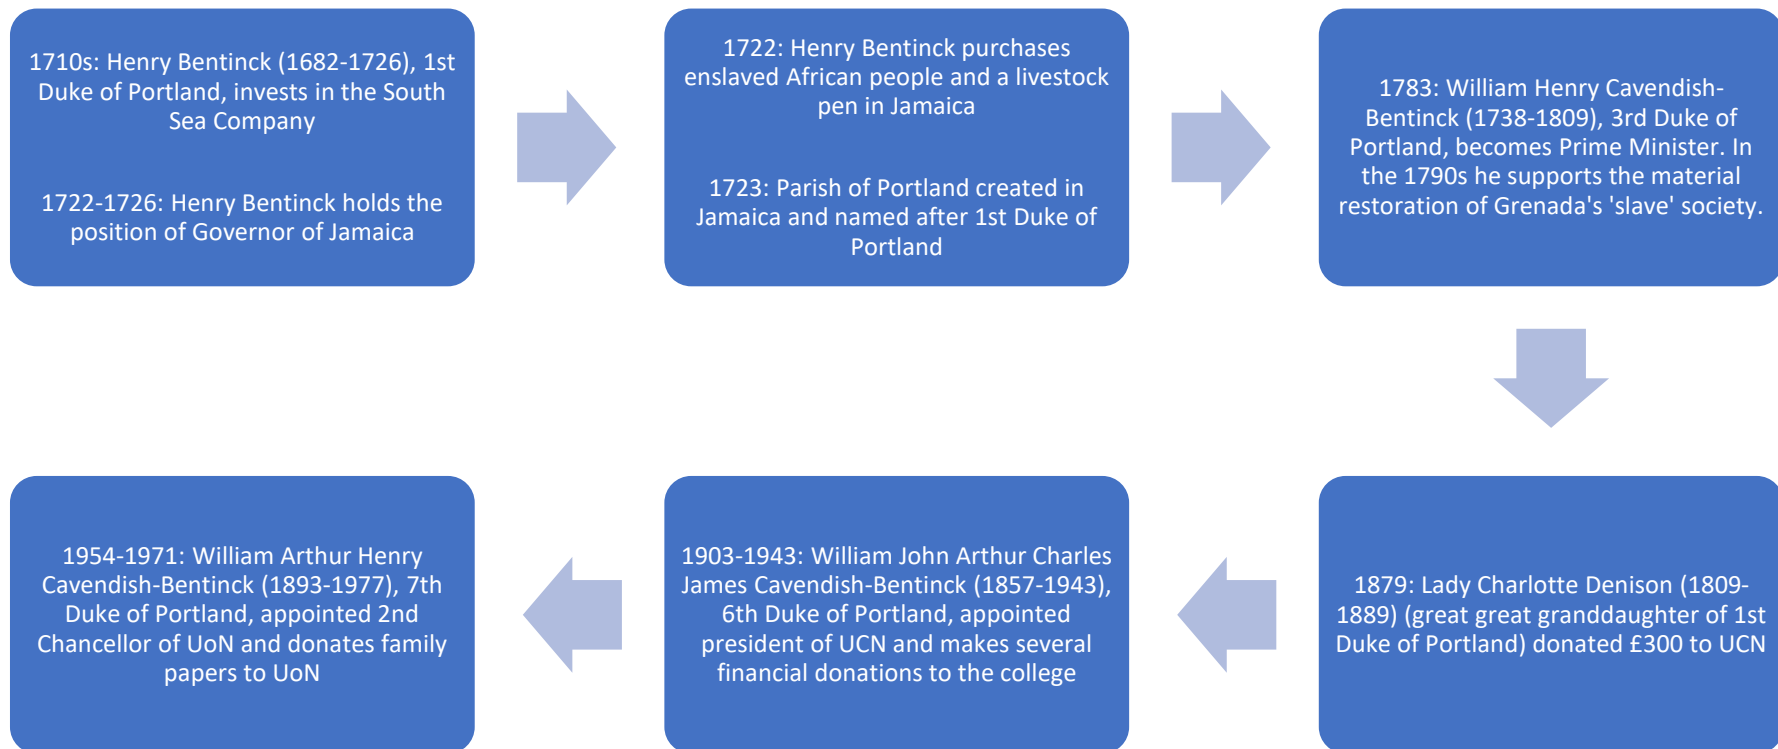 1710s: Henry Bentinck (1682-1726), 1st
Duke of Portland, invests in the South
Sea Company
1722-1726: Henry Bentinck holds the
position of Governor of Jamaica
1722: Henry Bentinck purchases
enslaved African people and a livestock
pen in Jamaica
1723: Parish of Portland created in
Jamaica and named after 1st Duke of
Portland
1783: William Henry Cavendish-
Bentinck (1738-1809), 3rd Duke of
Portland, becomes Prime Minister. In
the 1790s he supports the material
restoration of Grenada's 'slave' society.
1879: Lady Charlotte Denison (1809-
1889) (great great granddaughter of 1st
Duke of Portland) donated £300 to UCN
1903-1943: William John Arthur Charles
James Cavendish-Bentinck (1857-1943),
6th Duke of Portland, appointed
president of UCN and makes several
financial donations to the college
1954-1971: William Arthur Henry
Cavendish-Bentinck (1893-1977), 7th
Duke of Portland, appointed 2nd
Chancellor of UoN and donates family
papers to UoN